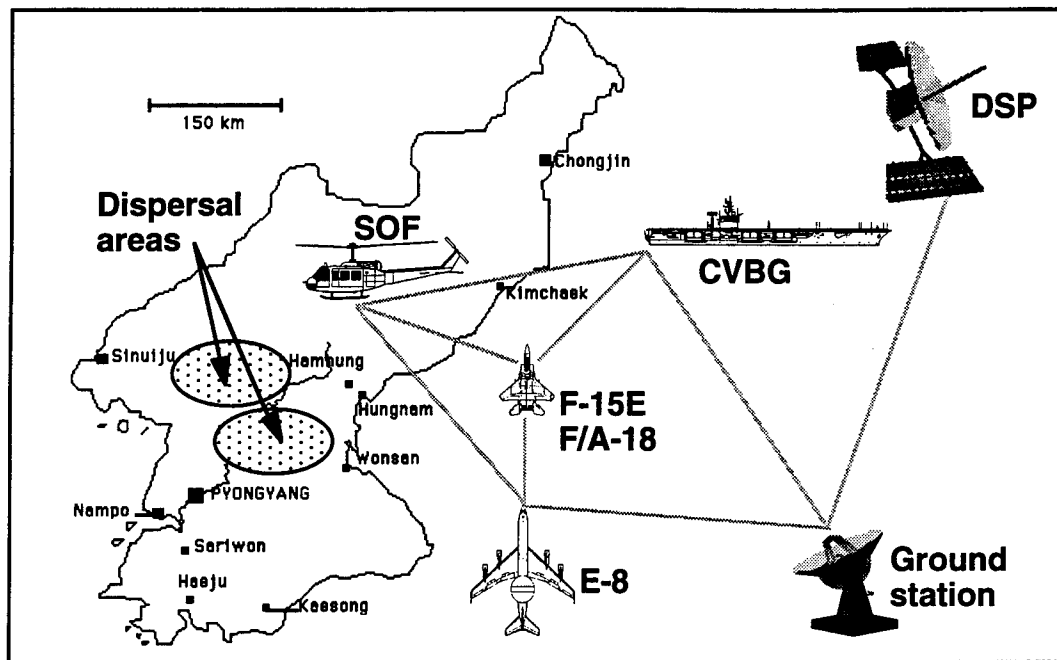 150 km
DSP
Chongjin
Dispersal
areas
SOF
CVBG
Kimchaek
Sinuiju
Hamhung
Hungnam
F-15E
F/A-18
Wonsan
PYONGYANG
Nampo
Sariwon
Haeju
Kaesong
E-8
Ground
station